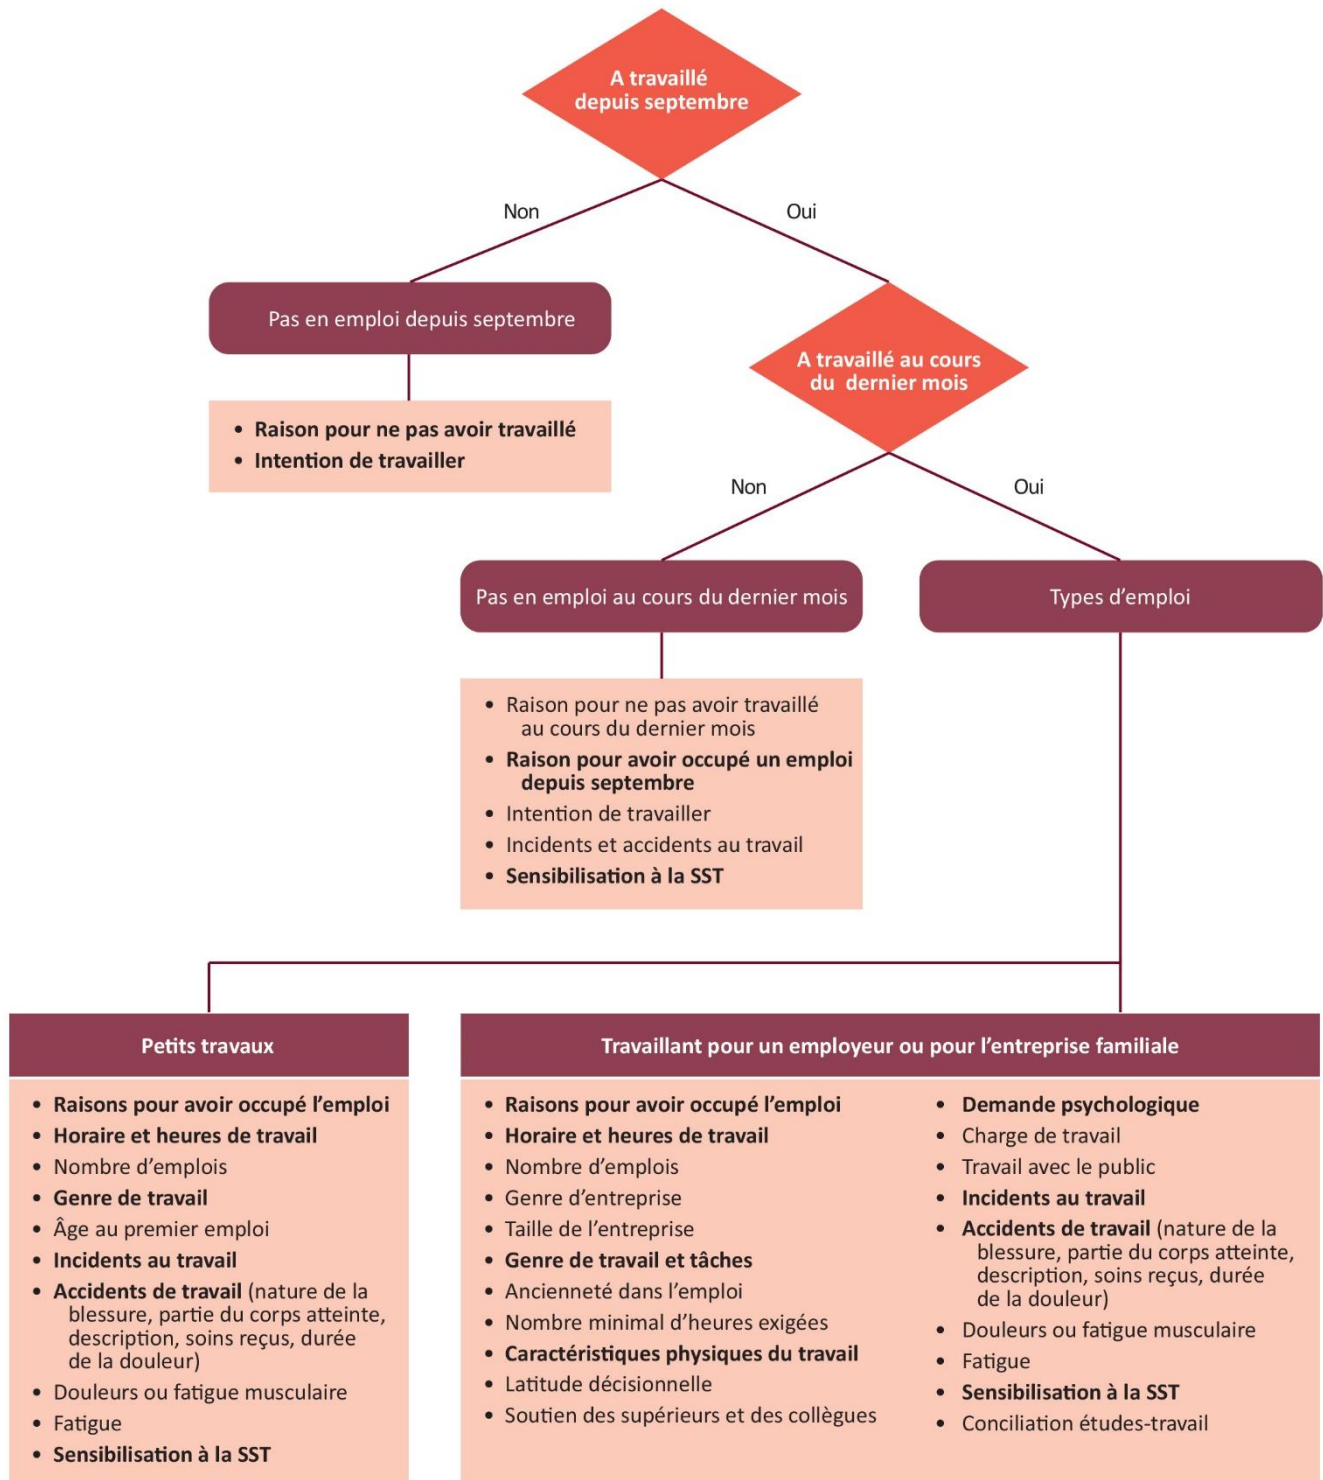 A travaillé
depuis septembre
Non
Oui
Pas en emploi depuis septembre
• Raison pour ne pas avoir travaillé
• Intention de travailler
A travaillé au cours
du dernier mois
Non
Oui
Pas en emploi au cours du dernier mois
• Raison pour ne pas avoir travaillé
au cours du dernier mois
• Raison pour avoir occupé un emploi
depuis septembre
• Intention de travailler
• Incidents et accidents au travail
• Sensibilisation à la SST
Types d’emploi
Petits travaux
• Raisons pour avoir occupé l’emploi
• Horaire et heures de travail
• Nombre d’emplois
• Genre de travail
• Âge au premier emploi
• Incidents au travail
• Accidents de travail (nature de la
blessure, partie du corps atteinte,
description, soins reçus, durée
de la douleur)
• Douleurs ou fatigue musculaire
• Fatigue
• Sensibilisation à la SST
Travaillant pour un employeur ou pour l’entreprise familiale
• Raisons pour avoir occupé l’emploi
• Horaire et heures de travail
• Nombre d’emplois
• Genre d’entreprise
• Taille de l’entreprise
• Genre de travail et tâches
• Ancienneté dans l’emploi
• Nombre minimal d’heures exigées
• Caractéristiques physiques du travail
• Latitude décisionnelle
• Soutien des supérieurs et des collègues
• Demande psychologique
• Charge de travail
• Travail avec le public
• Incidents au travail
• Accidents de travail (nature de la
blessure, partie du corps atteinte,
description, soins reçus, durée
de la douleur)
• Douleurs ou fatigue musculaire
• Fatigue
• Sensibilisation à la SST
• Conciliation études-travail